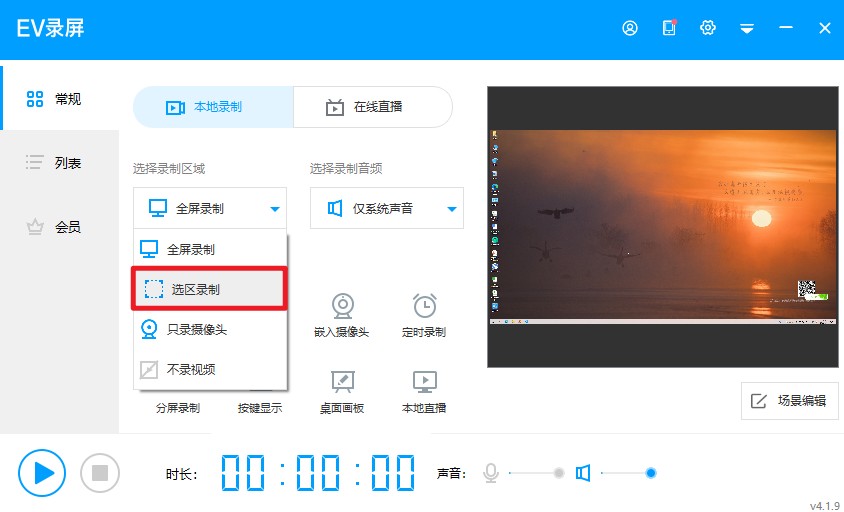 EV录屏
常规
列表
会员
本地录制
在线直播
选择录制区域
选择录制音频
全屏录制
仅系统声音
全屏录制
选区录制
只录摄像头
不录视频
嵌入摄像头
定时录制
分屏录制
按键显示
桌面画板
本地直播
场景编辑
时长：
00:00:00
声音：
v4.1.9